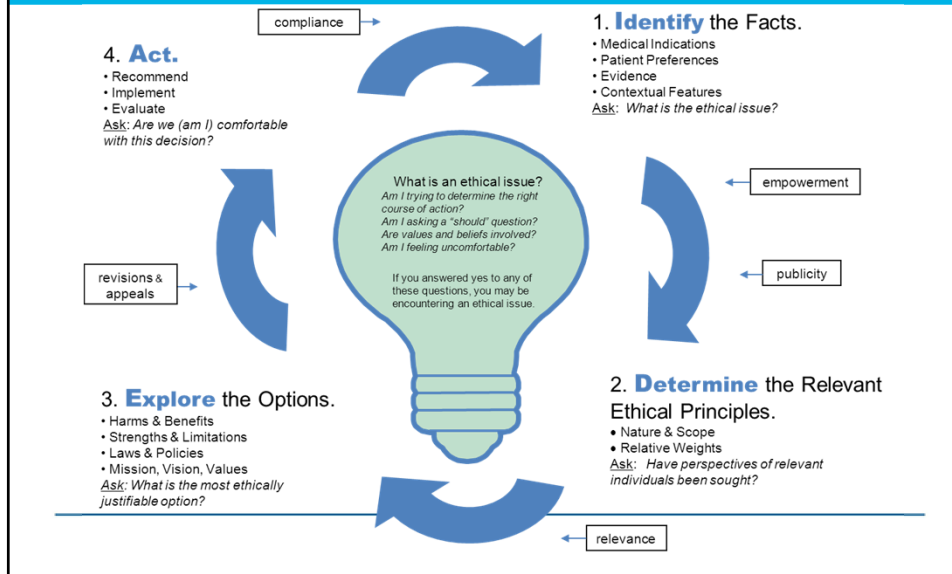 compliance
1. Identify the Facts.
• Medical Indications
• Patient Preferences
• Evidence
• Contextual Features
Ask: What is the ethical issue?
4. Act.
• Recommend
• Implement
• Evaluate
Ask: Are we (am I) comfortable
with this decision?
What is an ethical issue?
Am I trying to determine the right
course of action?
Am I asking a “should” question?
Are values and beliefs involved?
Am I feeling uncomfortable?
If you answered yes to any of
these questions, you may be
encountering an ethical issue.
empowerment
publicity
revisions &
appeals
3. Explore the Options.
• Harms & Benefits
• Strengths & Limitations
• Laws & Policies
• Mission, Vision, Values
Ask: What is the most ethically
justifiable option?
2. Determine the Relevant
Ethical Principles.
• Nature & Scope
• Relative Weights
Ask: Have perspectives of relevant
individuals been sought?
relevance